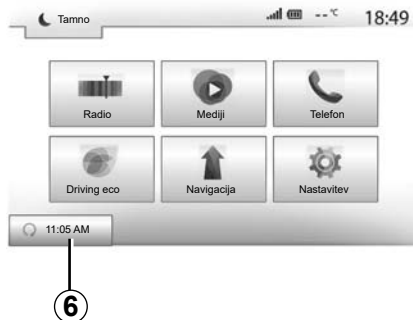 Tamno
--°C
18:49
Radio
Mediji
Telefon
Driving eco
Navigacija
Nastavitev
11:05 AM
6